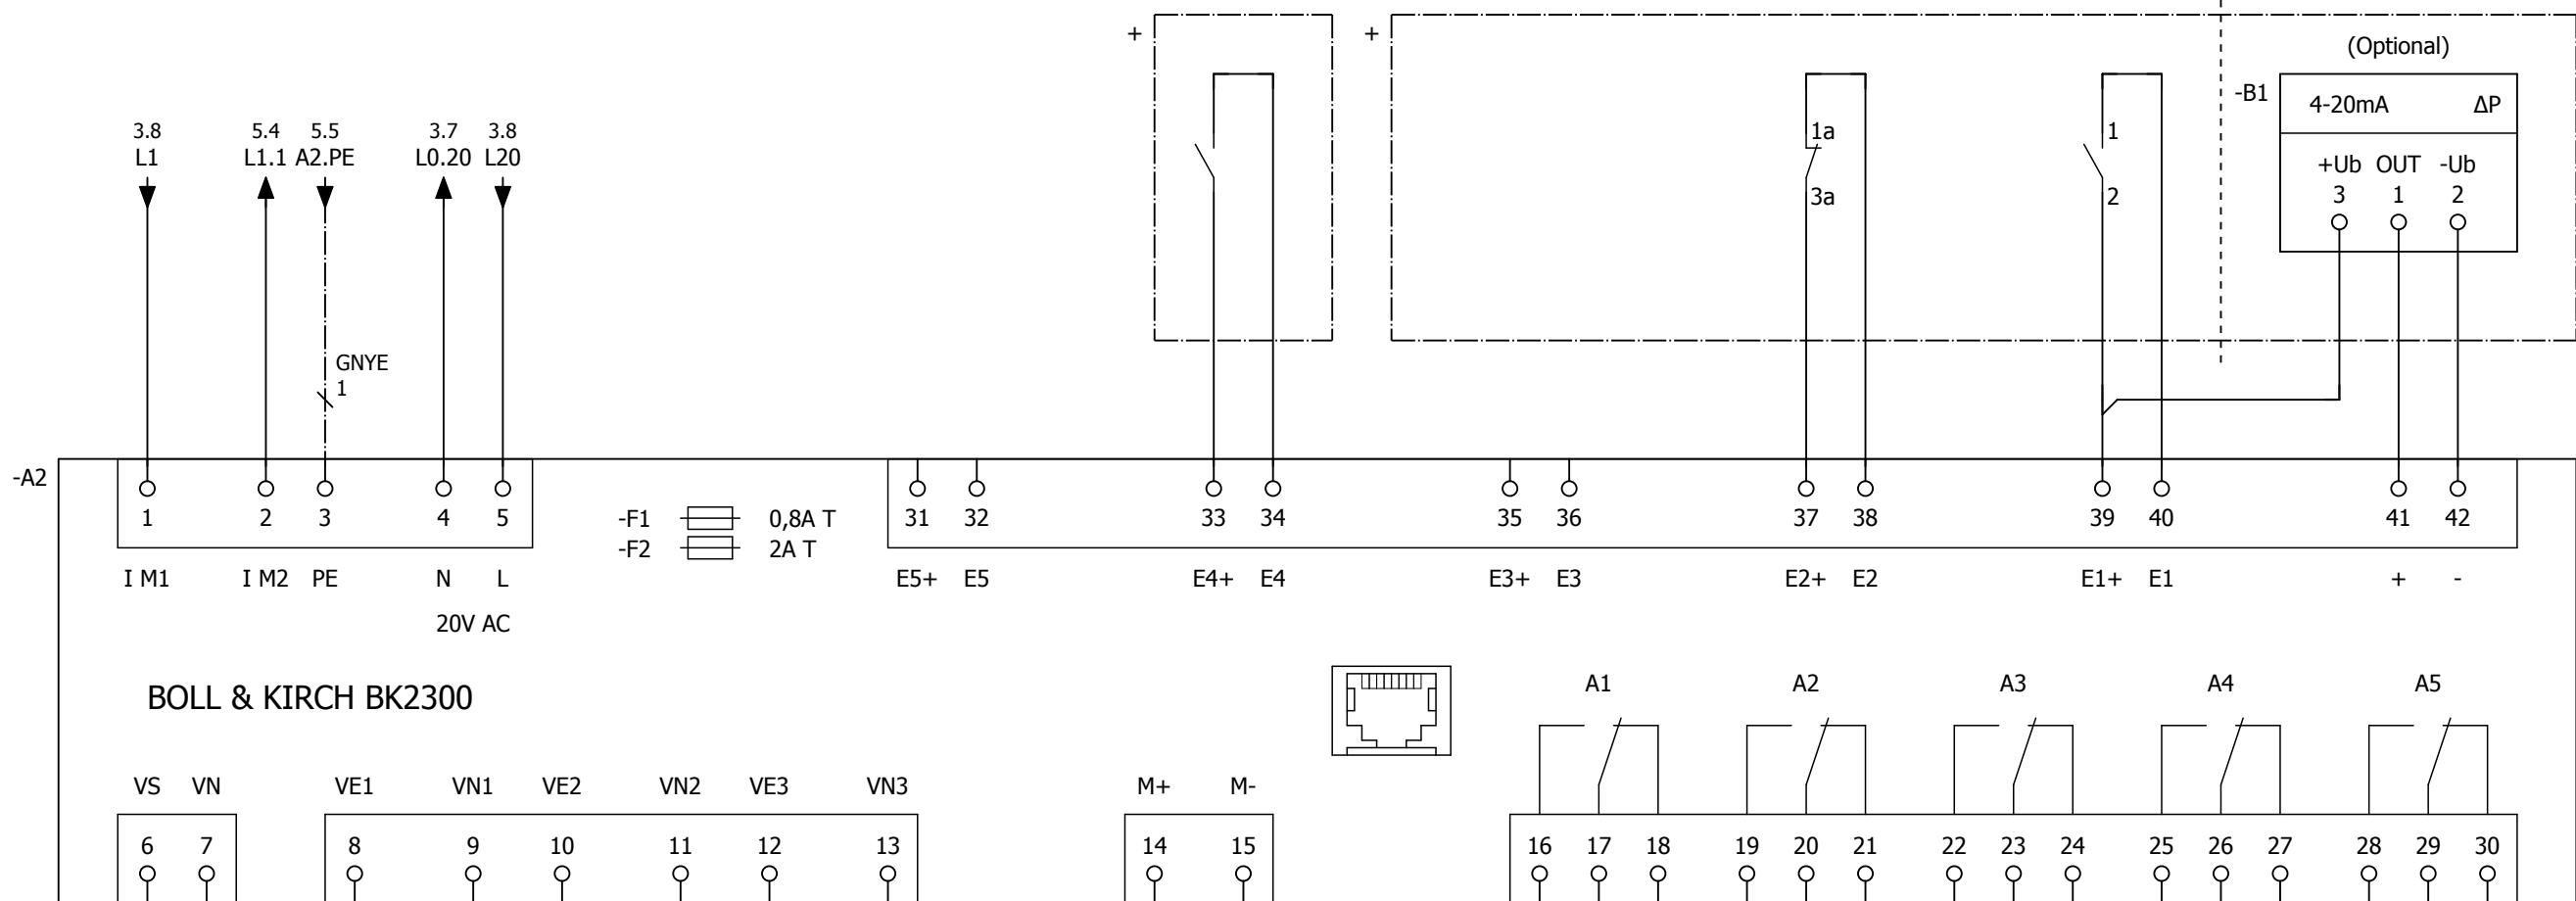 + +
(Optional)
-B1
4-20mA ΔP
3.8 5.4 5.5 3.7 3.8
L1 L1.1 A2.PE L0.20 L20
1a 1
+Ub OUT -Ub
3a 2 3 1 2
GNYE
1
-A2
1 2 3 4 5
-F1 0,8A T
-F2 2A T
31 32 33 34 35 36 37 38 39 40 41 42
I M1 I M2 PE N L E5+ E5 E4+ E4 E3+ E3 E2+ E2 E1+ E1 + -
20V AC
BOLL & KIRCH BK2300
A1 A2 A3 A4 A5
VS VN VE1 VN1 VE2 VN2 VE3 VN3 M+ M-
6 7 8 9 10 11 12 13 14 15 16 17 18 19 20 21 22 23 24 25 26 27 28 29 30